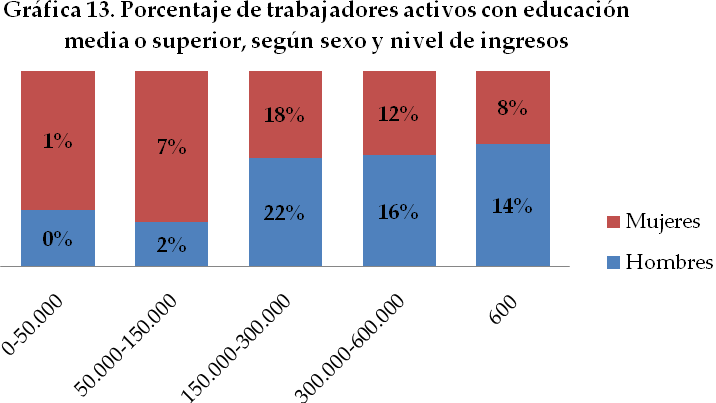 Gráfica 13. Porcentaje de trabajadores activos con educación
media o superior, según sexo y nivel de ingresos
1% 7% 18% 12% 8%
0% 2% 22% 16% 14%
Mujeres
Hombres
0-50.000 50.000-150.000 150.000-300.000 300.000-600.000 600